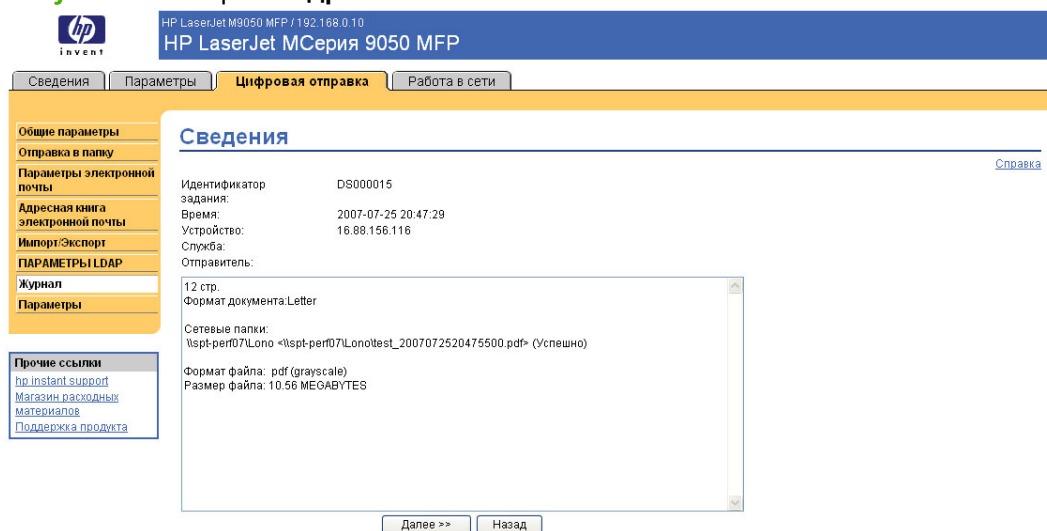 hp
invent
HP LaserJet M9050 MFP / 192.168.0.10
HP LaserJet MСерия 9050 MFP
Сведения
Параметры
Цифровая отправка
Работа в сети
Общие параметры
Отправка в папку
Параметры электронной
почты
Адресная книга
электронной почты
Импорт/Экспорт
ПАРАМЕТРЫ LDAP
Журнал
Параметры
Прочие ссылки
hp instant support
Магазин расходных
материалов
Поддержка продукта
Сведения
Справка
Идентификатор
задания:
DS000015
Время: 2007-07-25 20:47:29
Устройство: 16.88.156.116
Служба:
Отправитель:
12 стр.
Формат документа:Letter
Сетевые папки:
\\spt-perf07\Lono <\\spt-perf07\Lono\test_2007072520475500.pdf> (Успешно)
Формат файла: pdf (grayscale)
Размер файла: 10.56 MEGABYTES
Далее >>
Назад